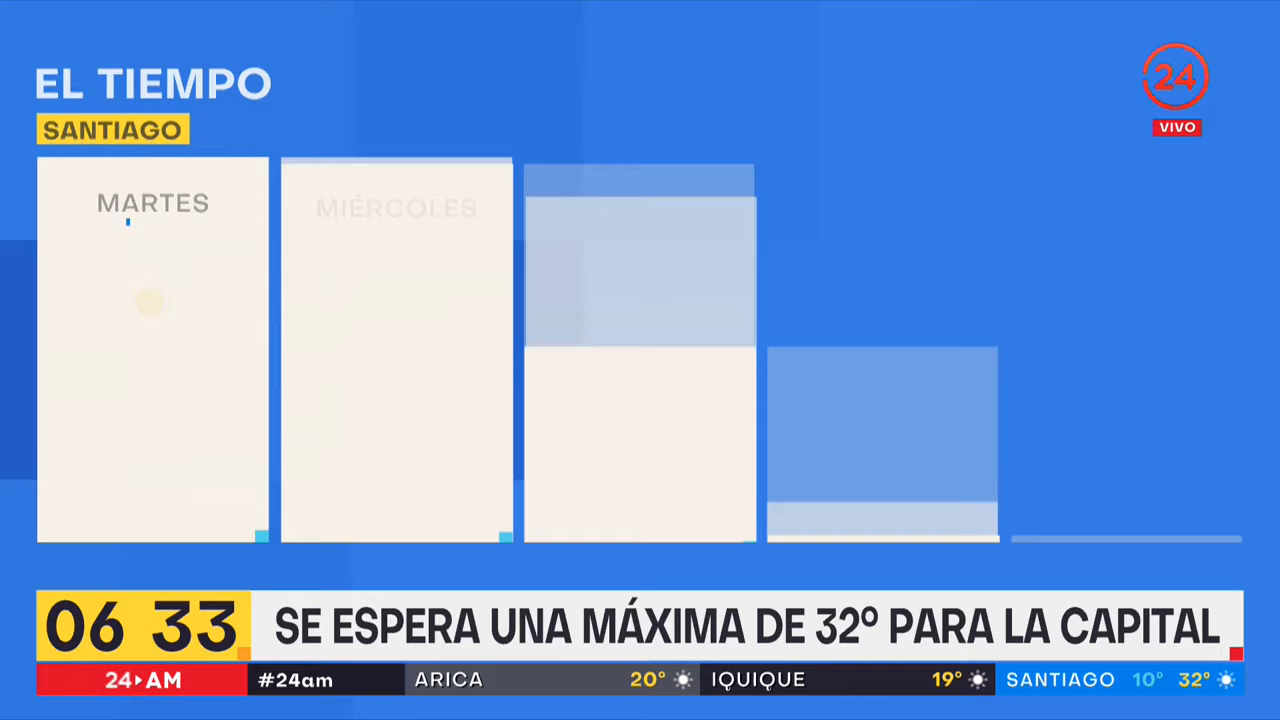 EL TIEMPO
24
VIVO
SANTIAGO
MARTES
MIÉRCOLES
06 33
SE ESPERA UNA MÁXIMA DE 32º PARA LA CAPITAL
24 AM
#24am
ARICA 20°
IQUIQUE 19°
SANTIAGO 10° 32°